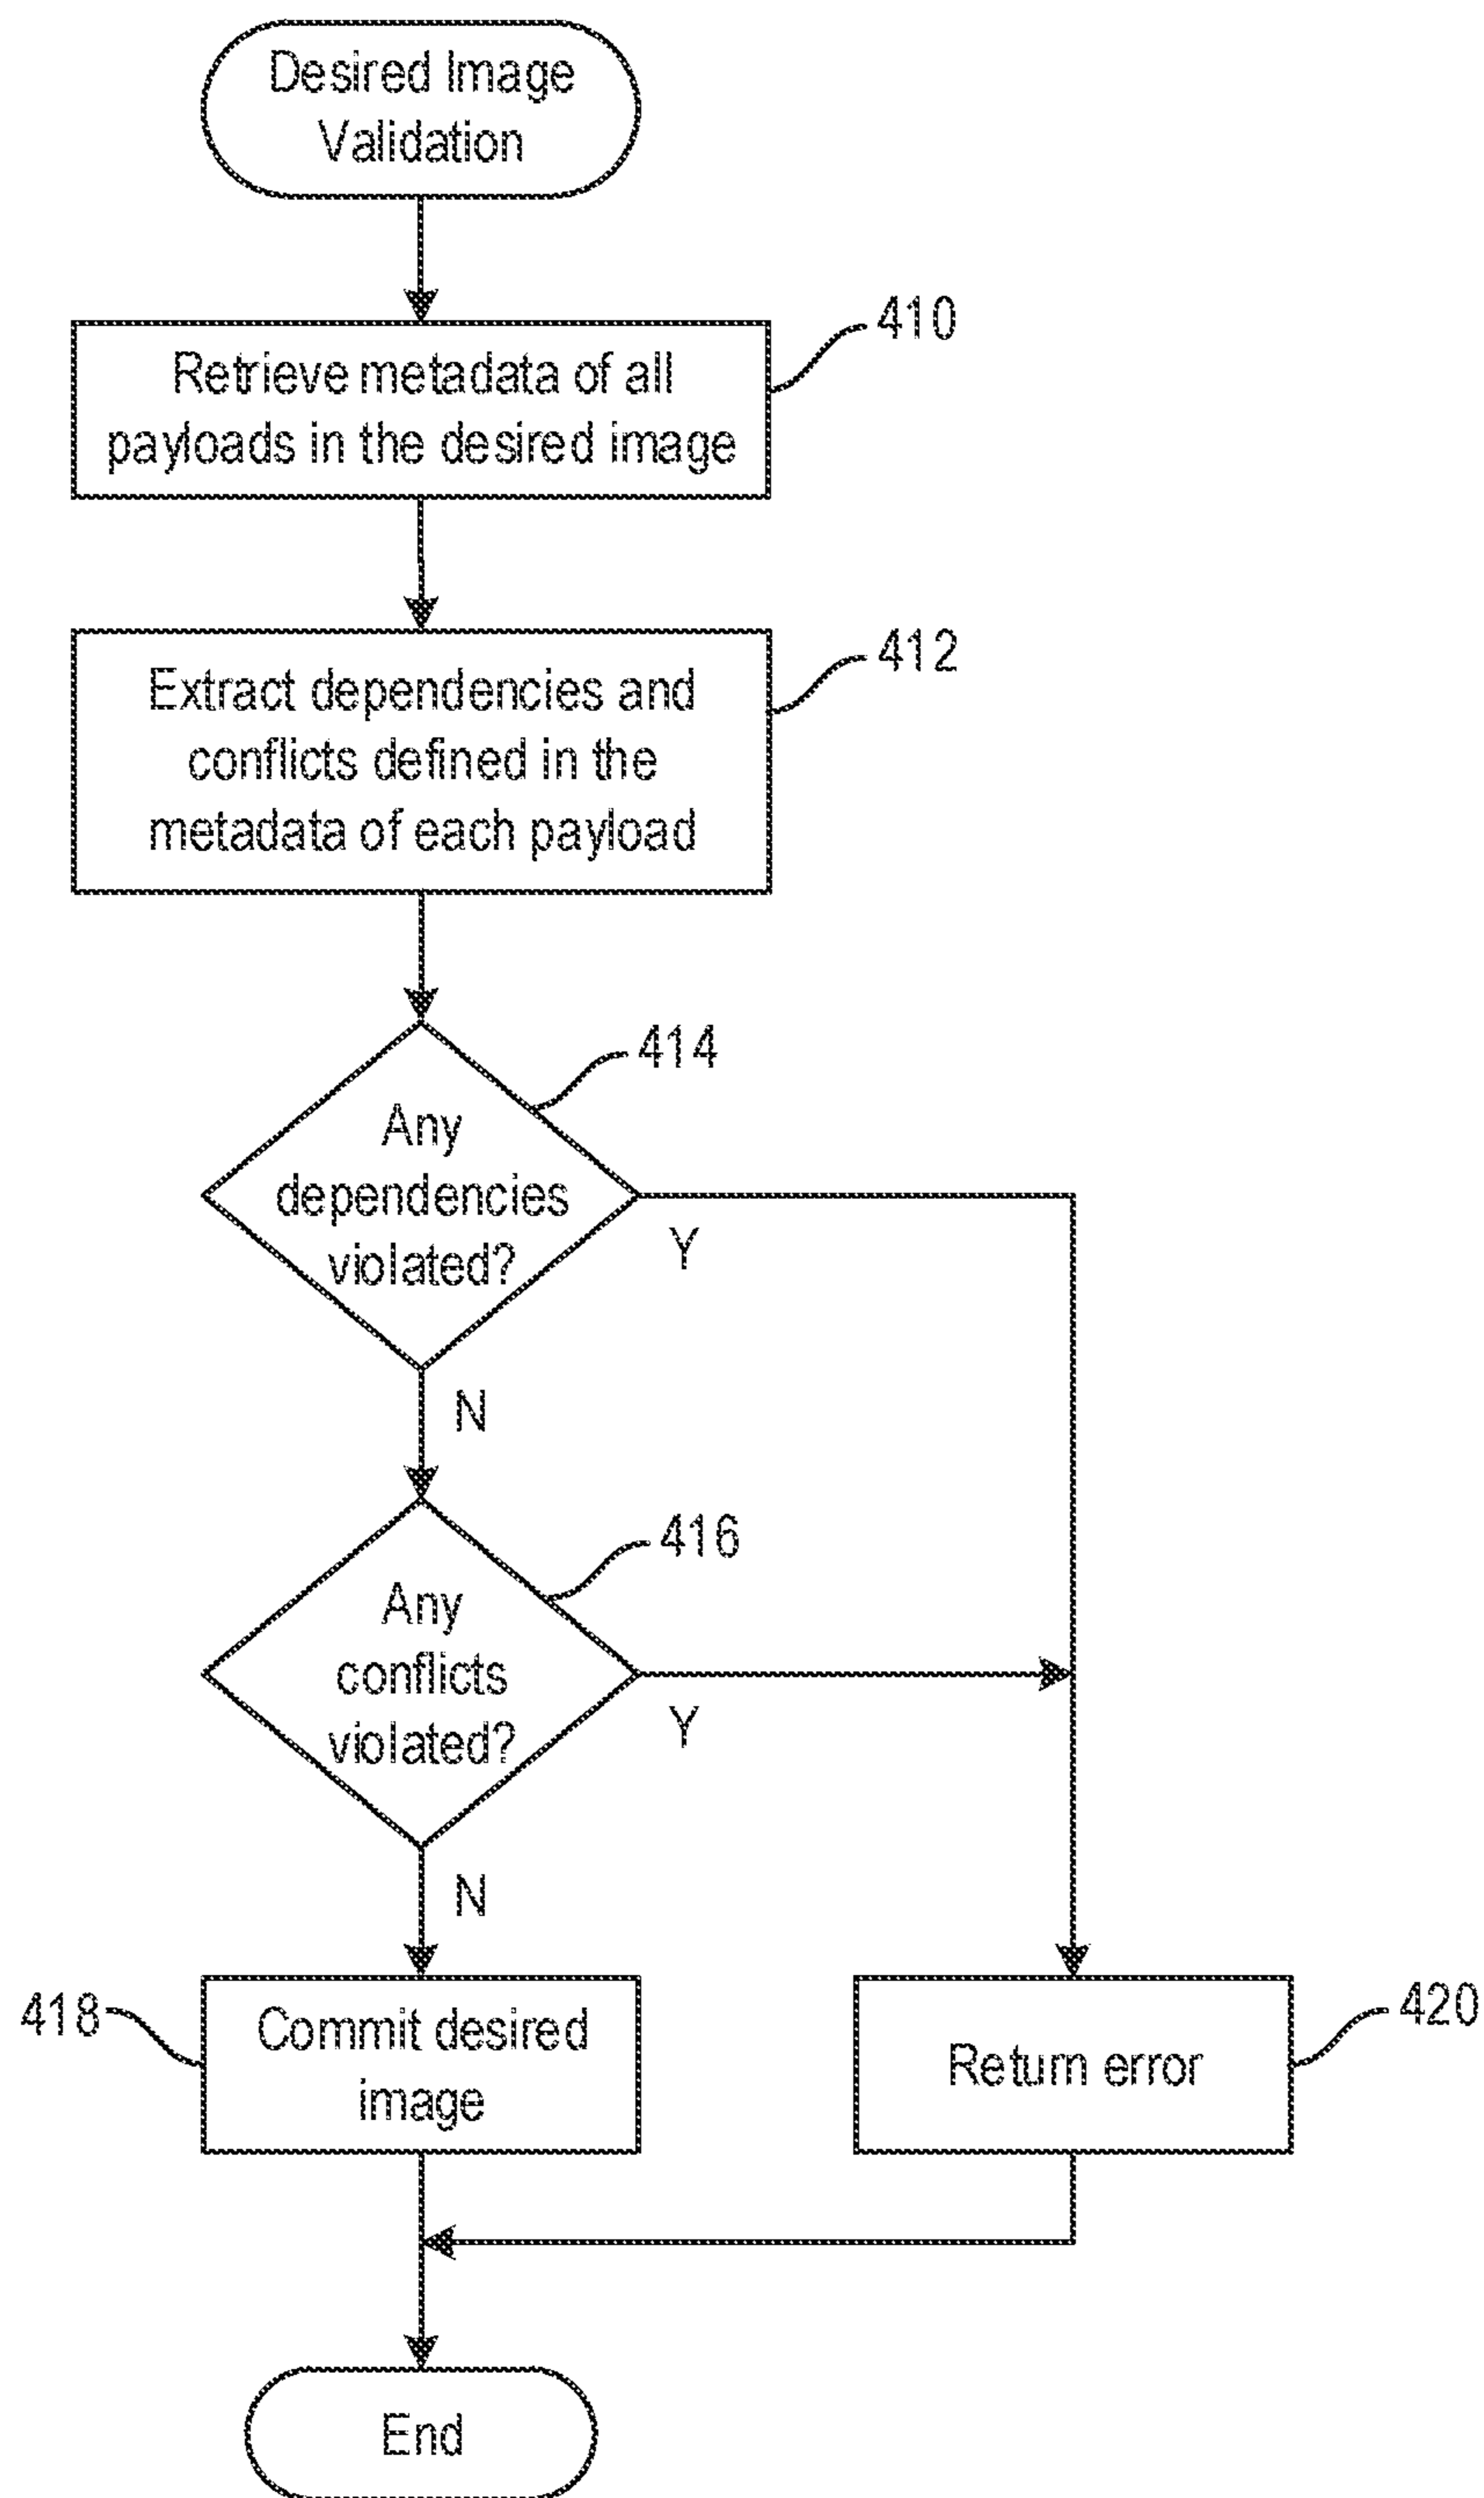 Desired Image
Validation
410
Retrieve metadata of all
payloads in the desired image
412
Extract dependencies and
conflicts defined in the
metadata of each payload
414
Any
dependencies
violated?
Y
N
416
Any
conflicts
violated?
Y
N
418
Commit desired
image
Return error
420
End